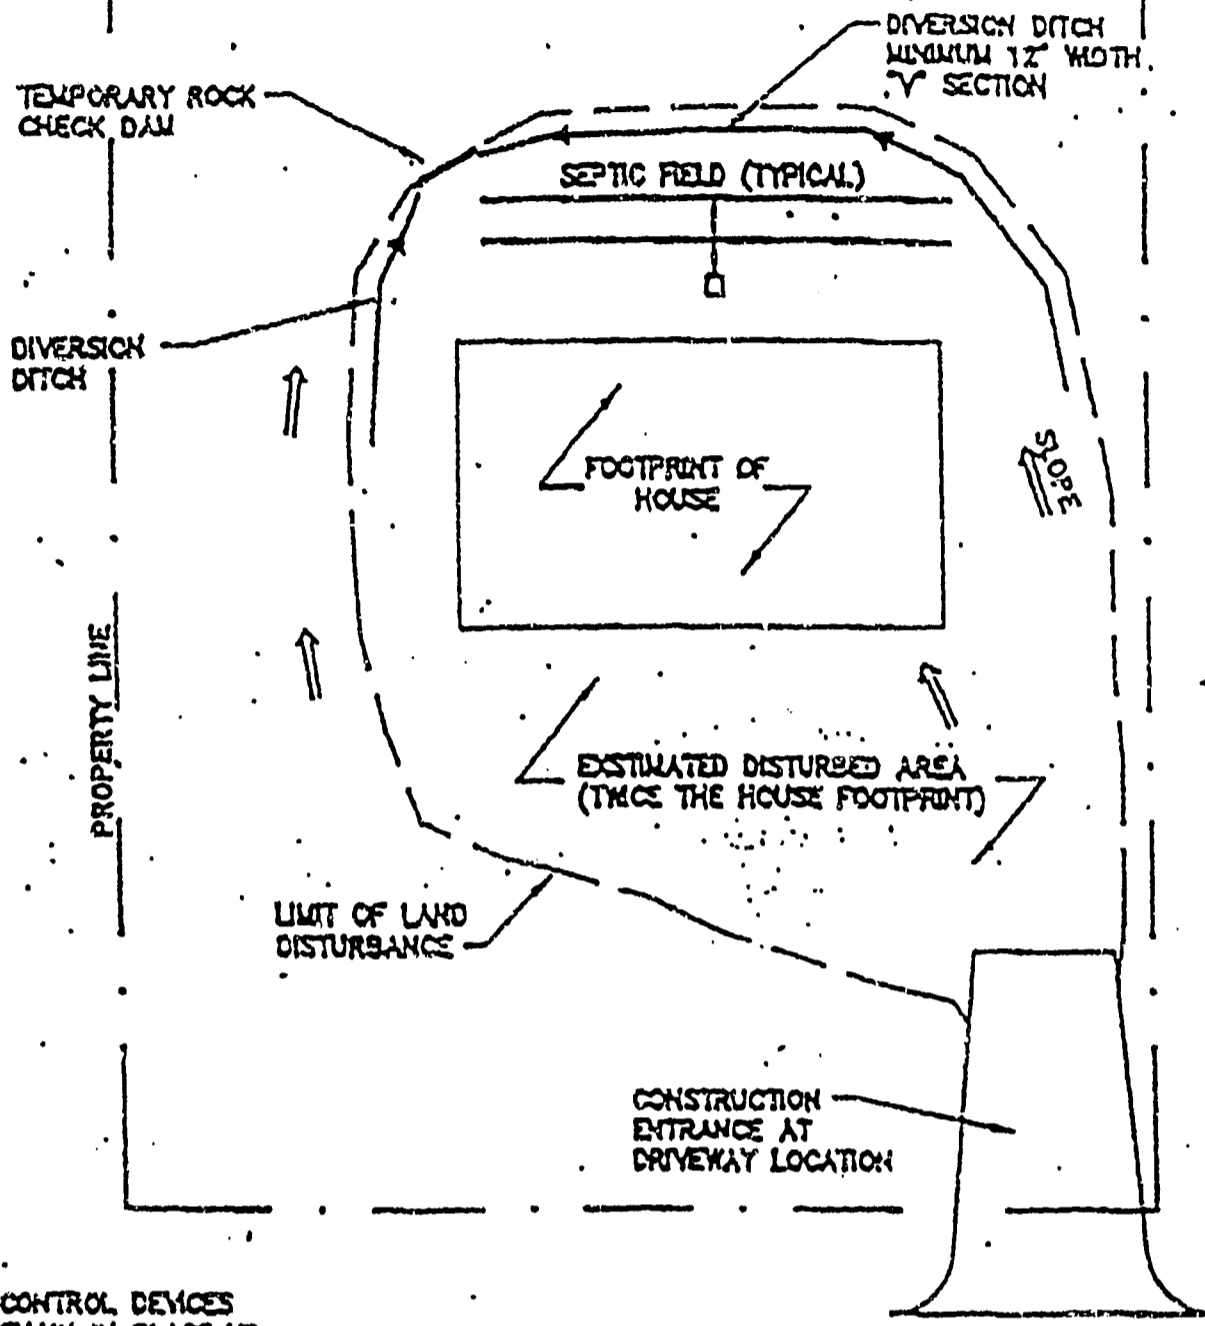 DIVERSION DITCH
MINIMUM 12" WIDTH.
"V" SECTION
TEMPORARY ROCK
CHECK DAM
SEPTIC FIELD (TYPICAL)
DIVERSION
DITCH
SLOPE
FOOTPRINT OF
HOUSE
PROPERTY LINE
EXSTIMATED DISTURBED AREA
(TWICE THE HOUSE FOOTPRINT)
LIMIT OF LAND
DISTURBANCE
CONSTRUCTION
ENTRANCE AT
DRIVEWAY LOCATION
CONTROL DEVICES